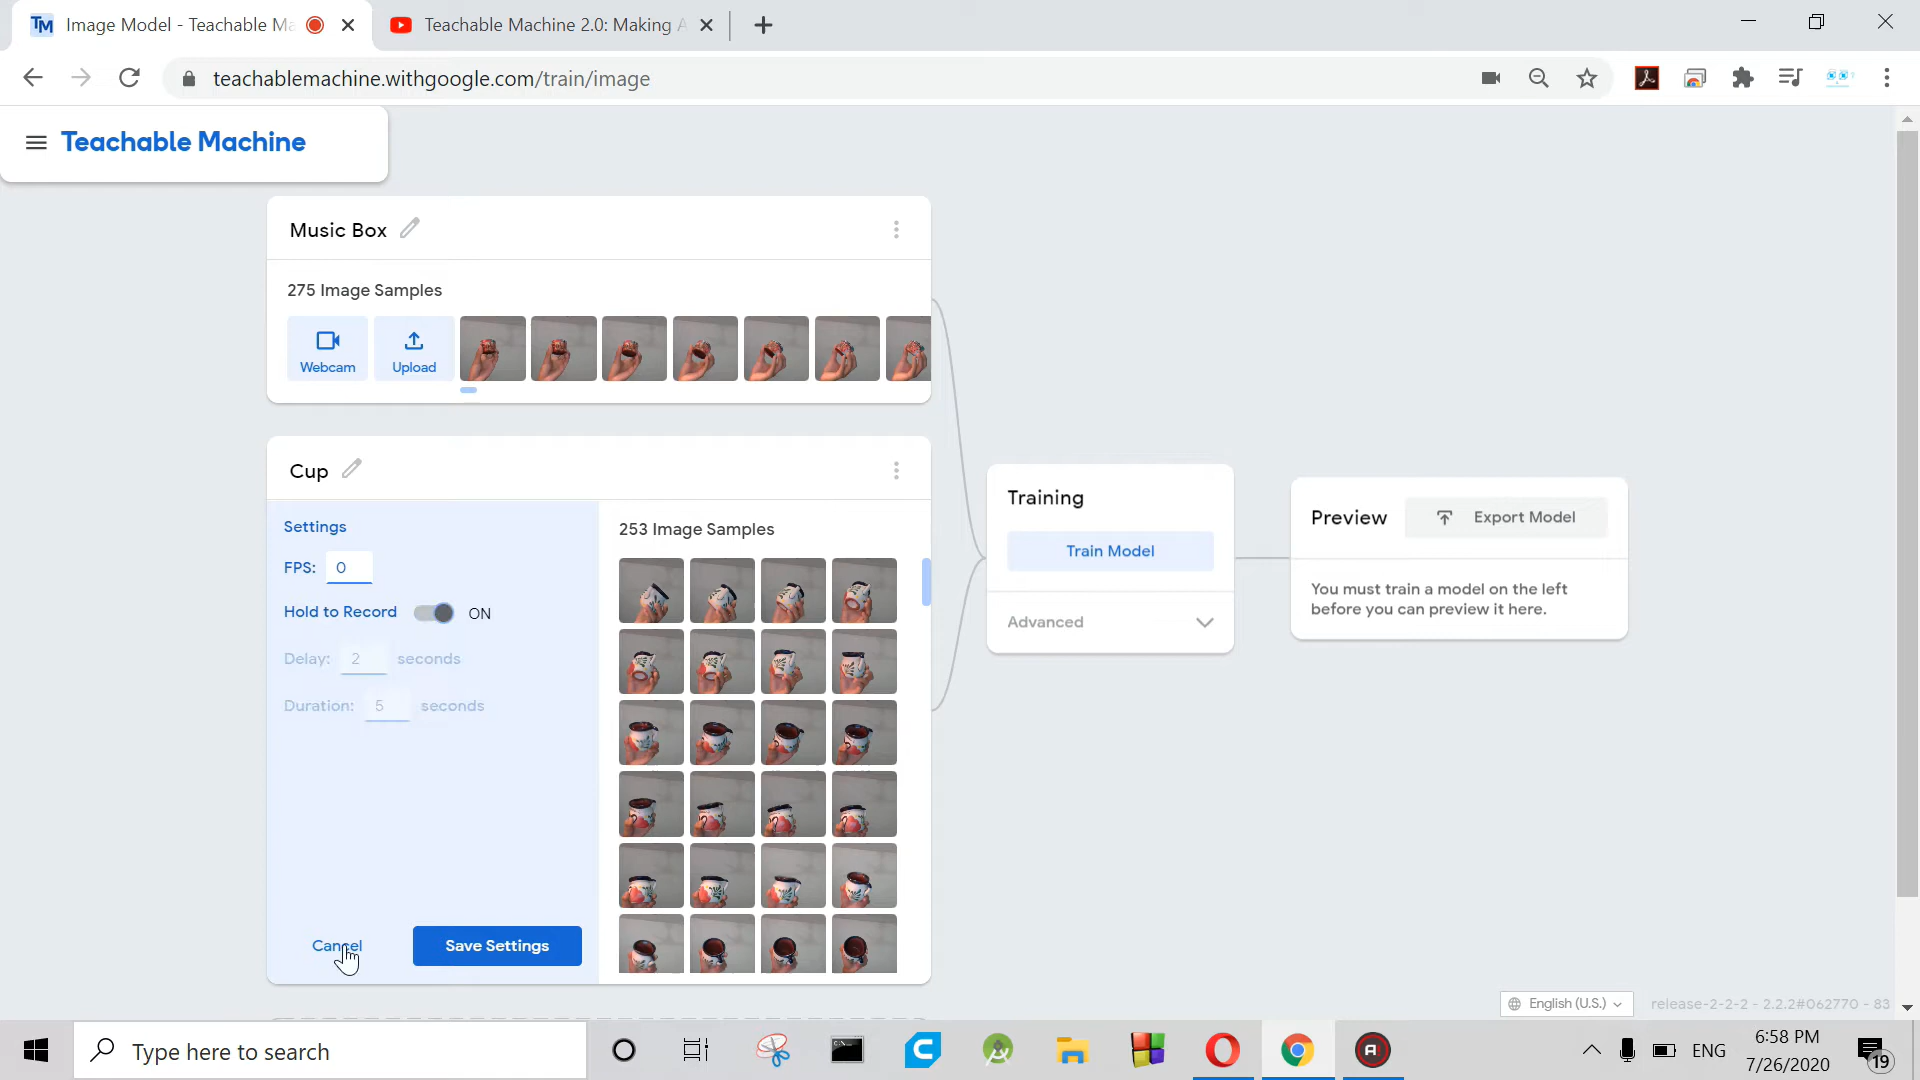 Image Model - Teachable Ma
Teachable Machine 2.0: Making A
teachablemachine.withgoogle.com/train/image
Teachable Machine
Music Box
275 Image Samples
Webcam
Upload
Cup
Settings
FPS: 0
Hold to Record ON
Delay: 2 seconds
Duration: 5 seconds
Cancel
Save Settings
253 Image Samples
Training
Train Model
Advanced
Preview
Export Model
You must train a model on the left
before you can preview it here.
English (U.S.)
release-2-2-2 - 2.2.2#062770 - 83
Type here to search
ENG
6:58 PM
7/26/2020
19